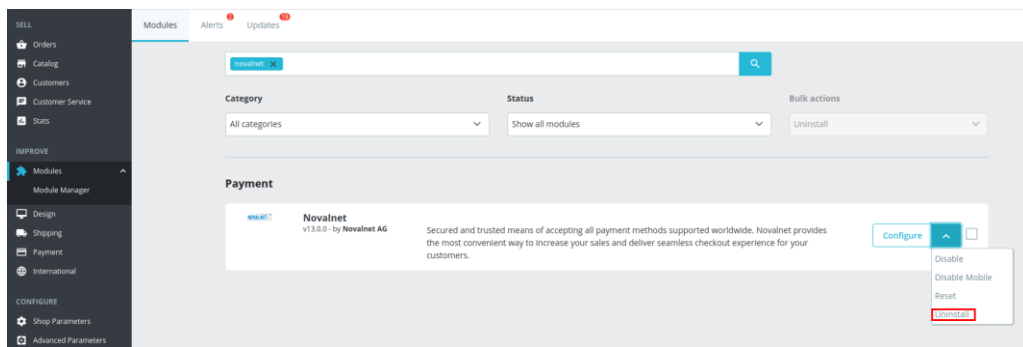 SELL
Orders
Catalog
Customers
Customer Service
Stats
IMPROVE
Modules
Module Manager
Design
Shipping
Payment
International
CONFIGURE
Shop Parameters
Advanced Parameters
Modules
Alerts 2
Updates 19
novalnet
Category
All categories
Status
Show all modules
Bulk actions
Uninstall
Payment
NOVALNET
Novalnet
v13.0.0 - by Novalnet AG
Secured and trusted means of accepting all payment methods supported worldwide. Novalnet provides
the most convenient way to increase your sales and deliver seamless checkout experience for your
customers.
Configure
Disable
Disable Mobile
Reset
Uninstall